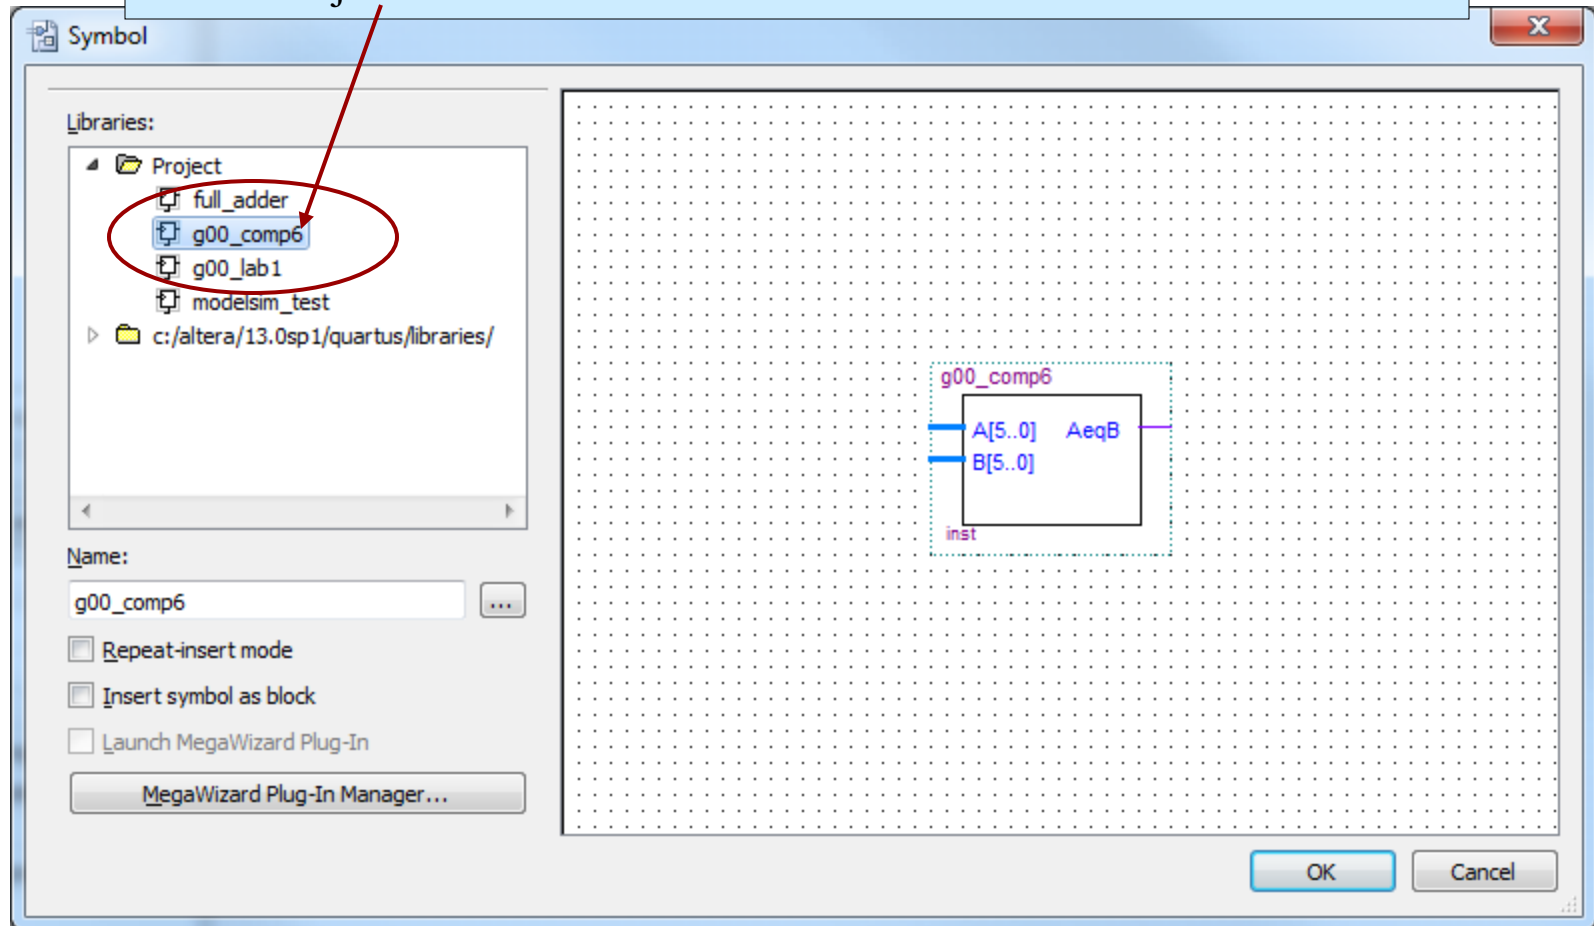 Symbol
Libraries:
Project
full_adder
g00_comp6
g00_lab1
modelsim_test
c:/altera/13.0sp1/quartus/libraries/
Name:
g00_comp6
...
Repeat-insert mode
Insert symbol as block
Launch MegaWizard Plug-In
MegaWizard Plug-In Manager...
g00_comp6
A[5..0] AeqB
B[5..0]
inst
OK Cancel